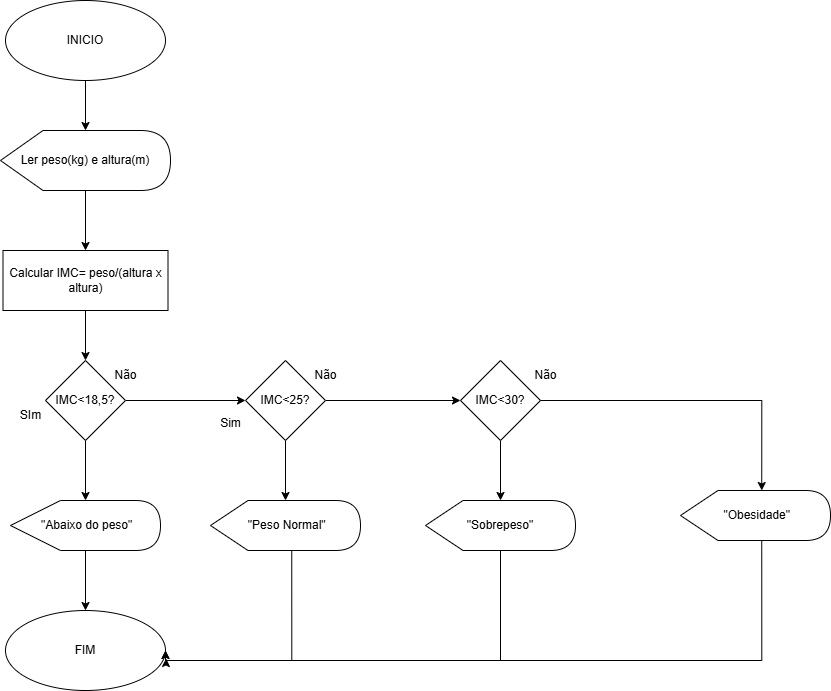 INICIO
Ler peso(kg) e altura(m)
Calcular IMC= peso/(altura x
altura)
Não
Não
Não
IMC<18,5?
IMC<25?
IMC<30?
SIm
Sim
"Abaixo do peso"
"Peso Normal"
"Sobrepeso"
"Obesidade"
FIM